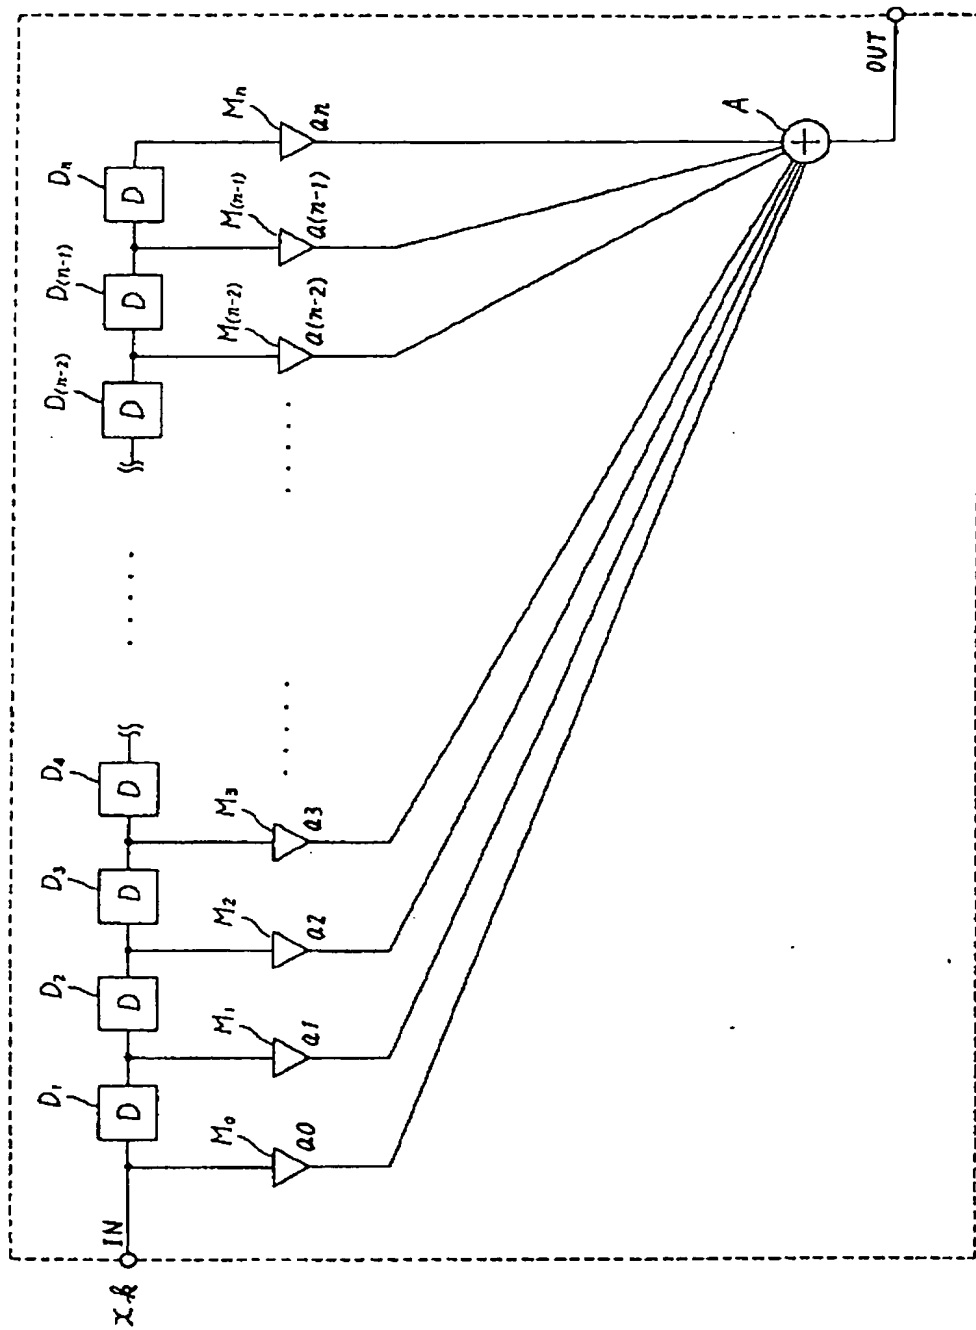 xk
IN
D1
D2
D3
D4
D(n-2)
D(n-1)
Dn
D
D
D
D
D
D
D
M0
M1
M2
M3
M(n-2)
M(n-1)
Mn
a0
a1
a2
a3
a(n-2)
a(n-1)
an
A
+
OUT